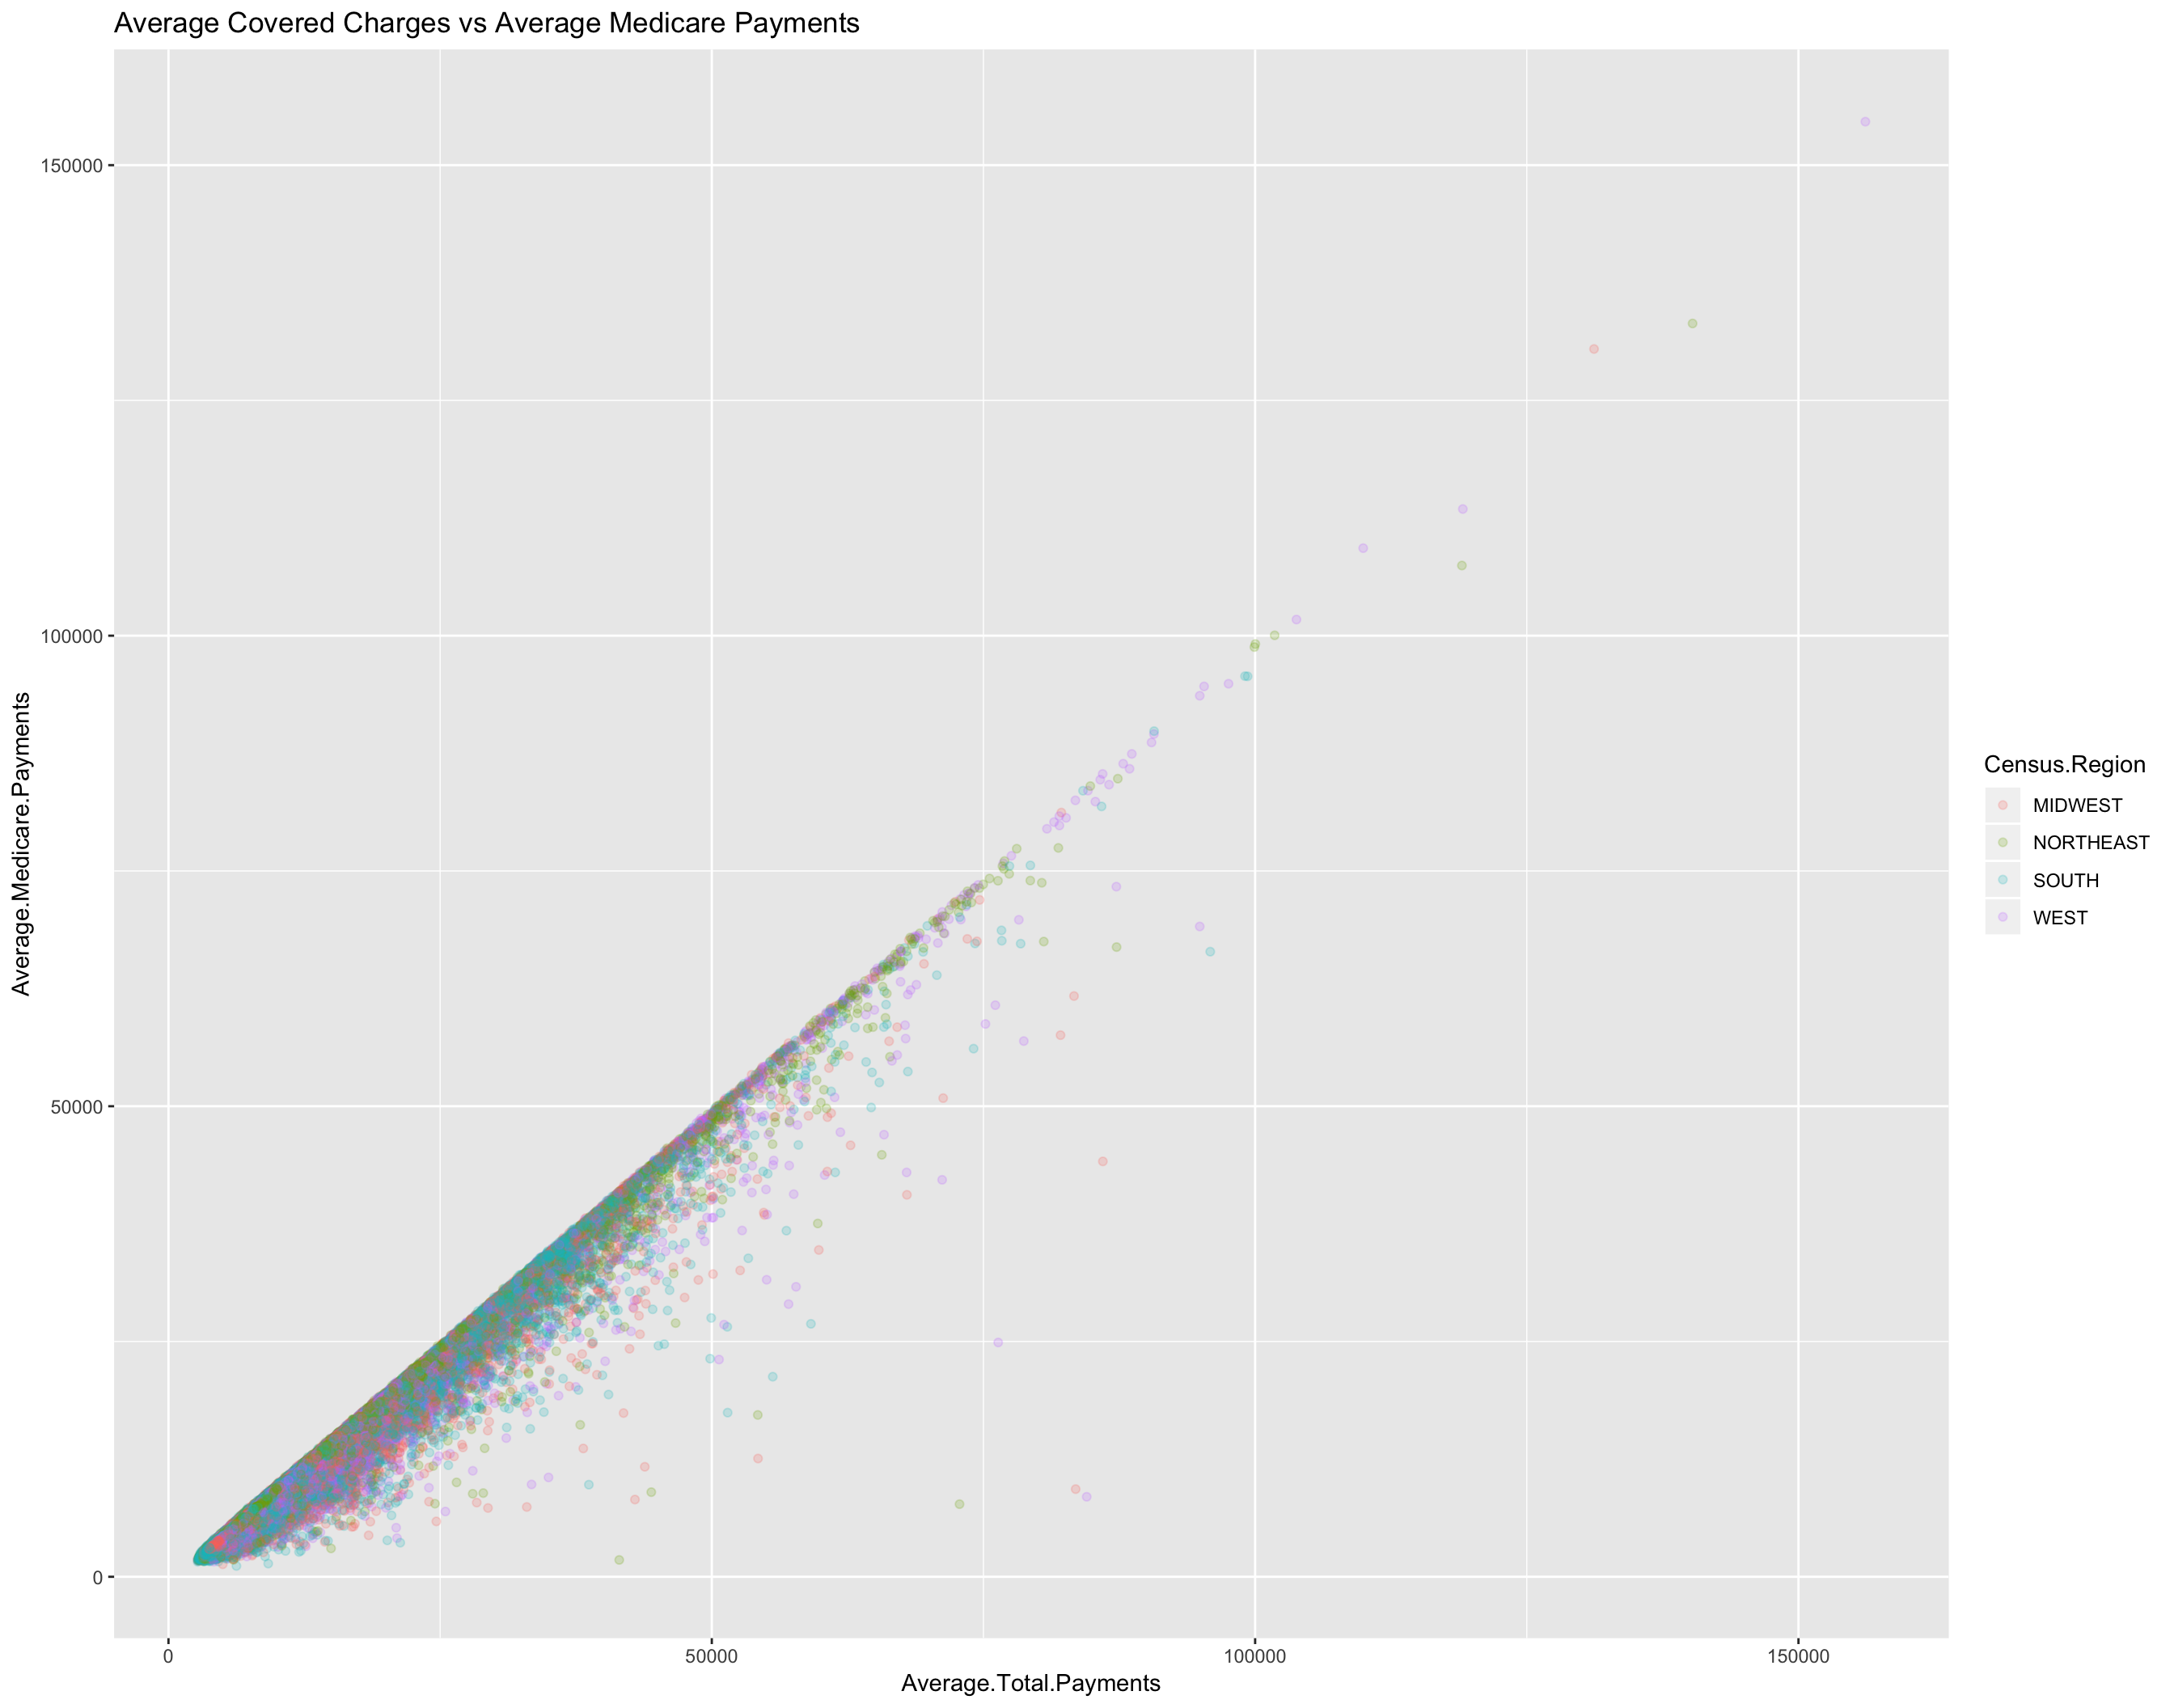 Average Covered Charges vs Average Medicare Payments
150000
100000
50000
0
Average.Medicare.Payments
0
50000
100000
150000
Average.Total.Payments
Census.Region
MIDWEST
NORTHEAST
SOUTH
WEST